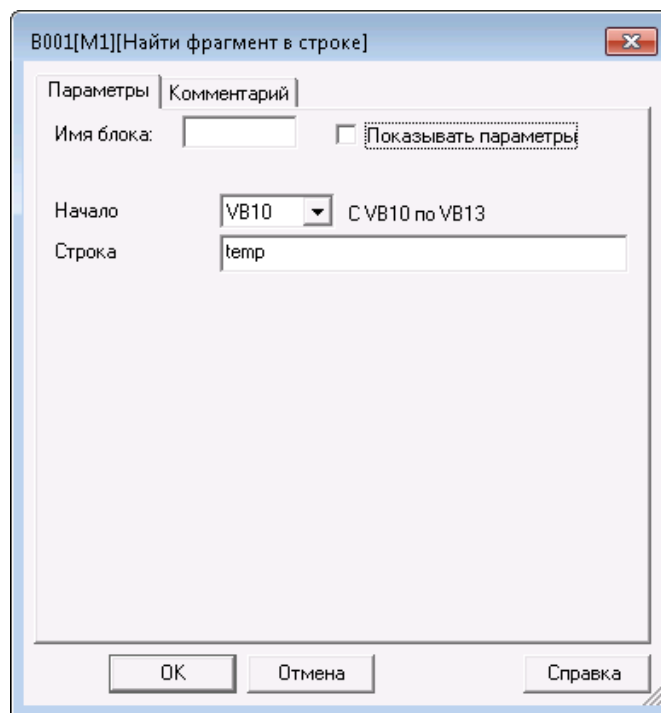 B001[M1][Найти фрагмент в строке]
Параметры Комментарий
Имя блока: Показывать параметры
Начало VB10 С VB10 по VB13
Строка temp
OK Отмена Справка